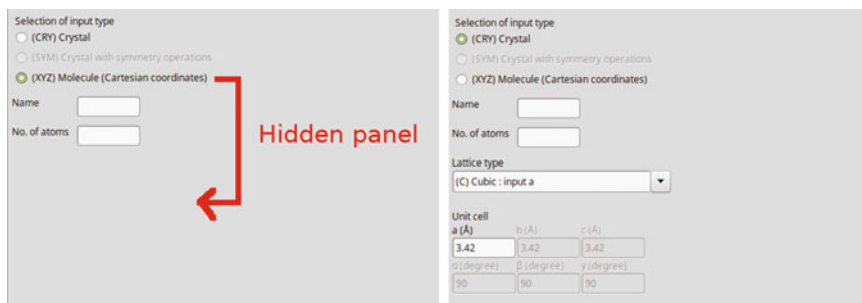 Selection of input type
(CRY) Crystal
(SYM) Crystal with symmetry operations
(XYZ) Molecule (Cartesian coordinates)
Name
No. of atoms
Hidden panel
Selection of input type
(CRY) Crystal
(SYM) Crystal with symmetry operations
(XYZ) Molecule (Cartesian coordinates)
Name
No. of atoms
Lattice type
(C) Cubic : input a
Unit cell
a (Å) b (Å) c (Å)
3.42 3.42 3.42
α (degree) β (degree) γ (degree)
90 90 90